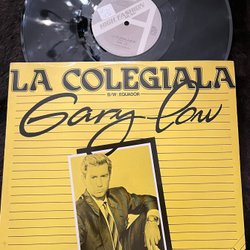 HIGH FASHION
LA COLEGIALA
B/W EQUADOR
Gary Low